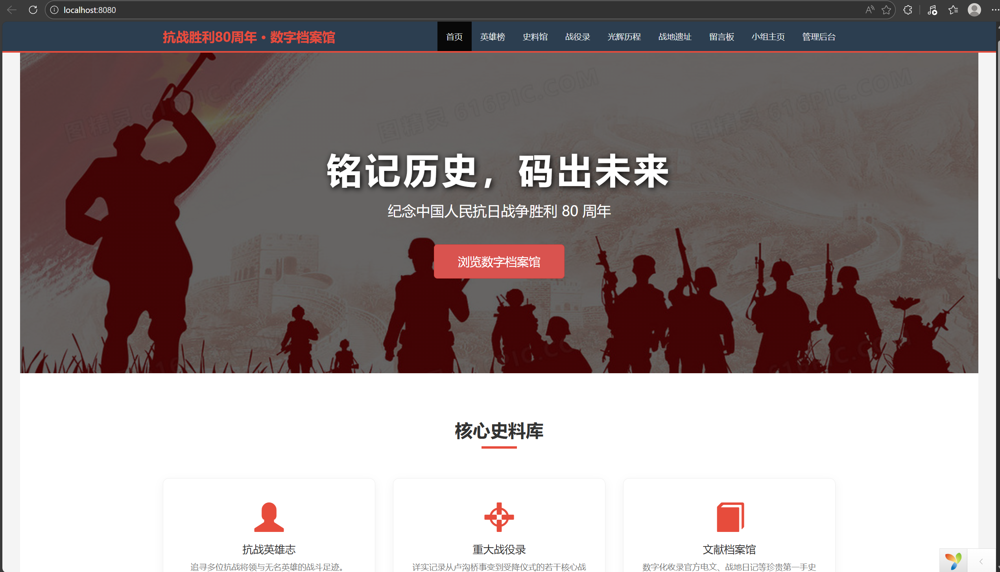 localhost:8080
抗战胜利80周年·数字档案馆
首页 英雄榜 史料馆 战役录 光辉历程 战地遗址 留言板 小组主页 管理后台
图精灵 616PIC.COM
图精灵 616PIC.COM
图精灵 616PIC.COM
铭记历史，码出未来
纪念中国人民抗日战争胜利 80 周年
浏览数字档案馆
核心史料库
抗战英雄志
追寻多位抗战将领与无名英雄的战斗足迹。
重大战役录
详实记录从卢沟桥事变到受降仪式的若干核心战
文献档案馆
数字化收录官方电文、战地日记等珍贵第一手史